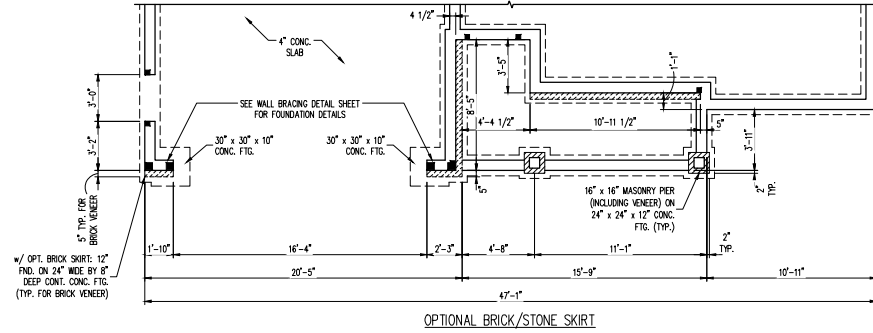 4 1/2"
4" CONC.
SLAB
1'-1"
3'-5"
3'-0"
SEE WALL BRACING DETAIL SHEET
FOR FOUNDATION DETAILS
8'-5"
4'-4 1/2"
10'-11 1/2"
5"
3'-2"
30" x 30" x 10"
CONC. FTG.
30" x 30" x 10"
CONC. FTG.
3'-11"
5"
2"
TYP.
5" TYP. FOR
BRICK VENEER
16" x 16" MASONRY PIER
(INCLUDING VENEER) ON
24" x 24" x 12" CONC.
FTG. (TYP.)
2"
TYP.
w/ OPT. BRICK SKIRT: 12"
FND. ON 24" WIDE BY 8"
DEEP CONT. CONC. FTG.
(TYP. FOR BRICK VENEER)
1'-10"
16'-4"
2'-3"
4'-8"
11'-1"
20'-5"
15'-9"
10'-11"
47'-1"
OPTIONAL BRICK/STONE SKIRT